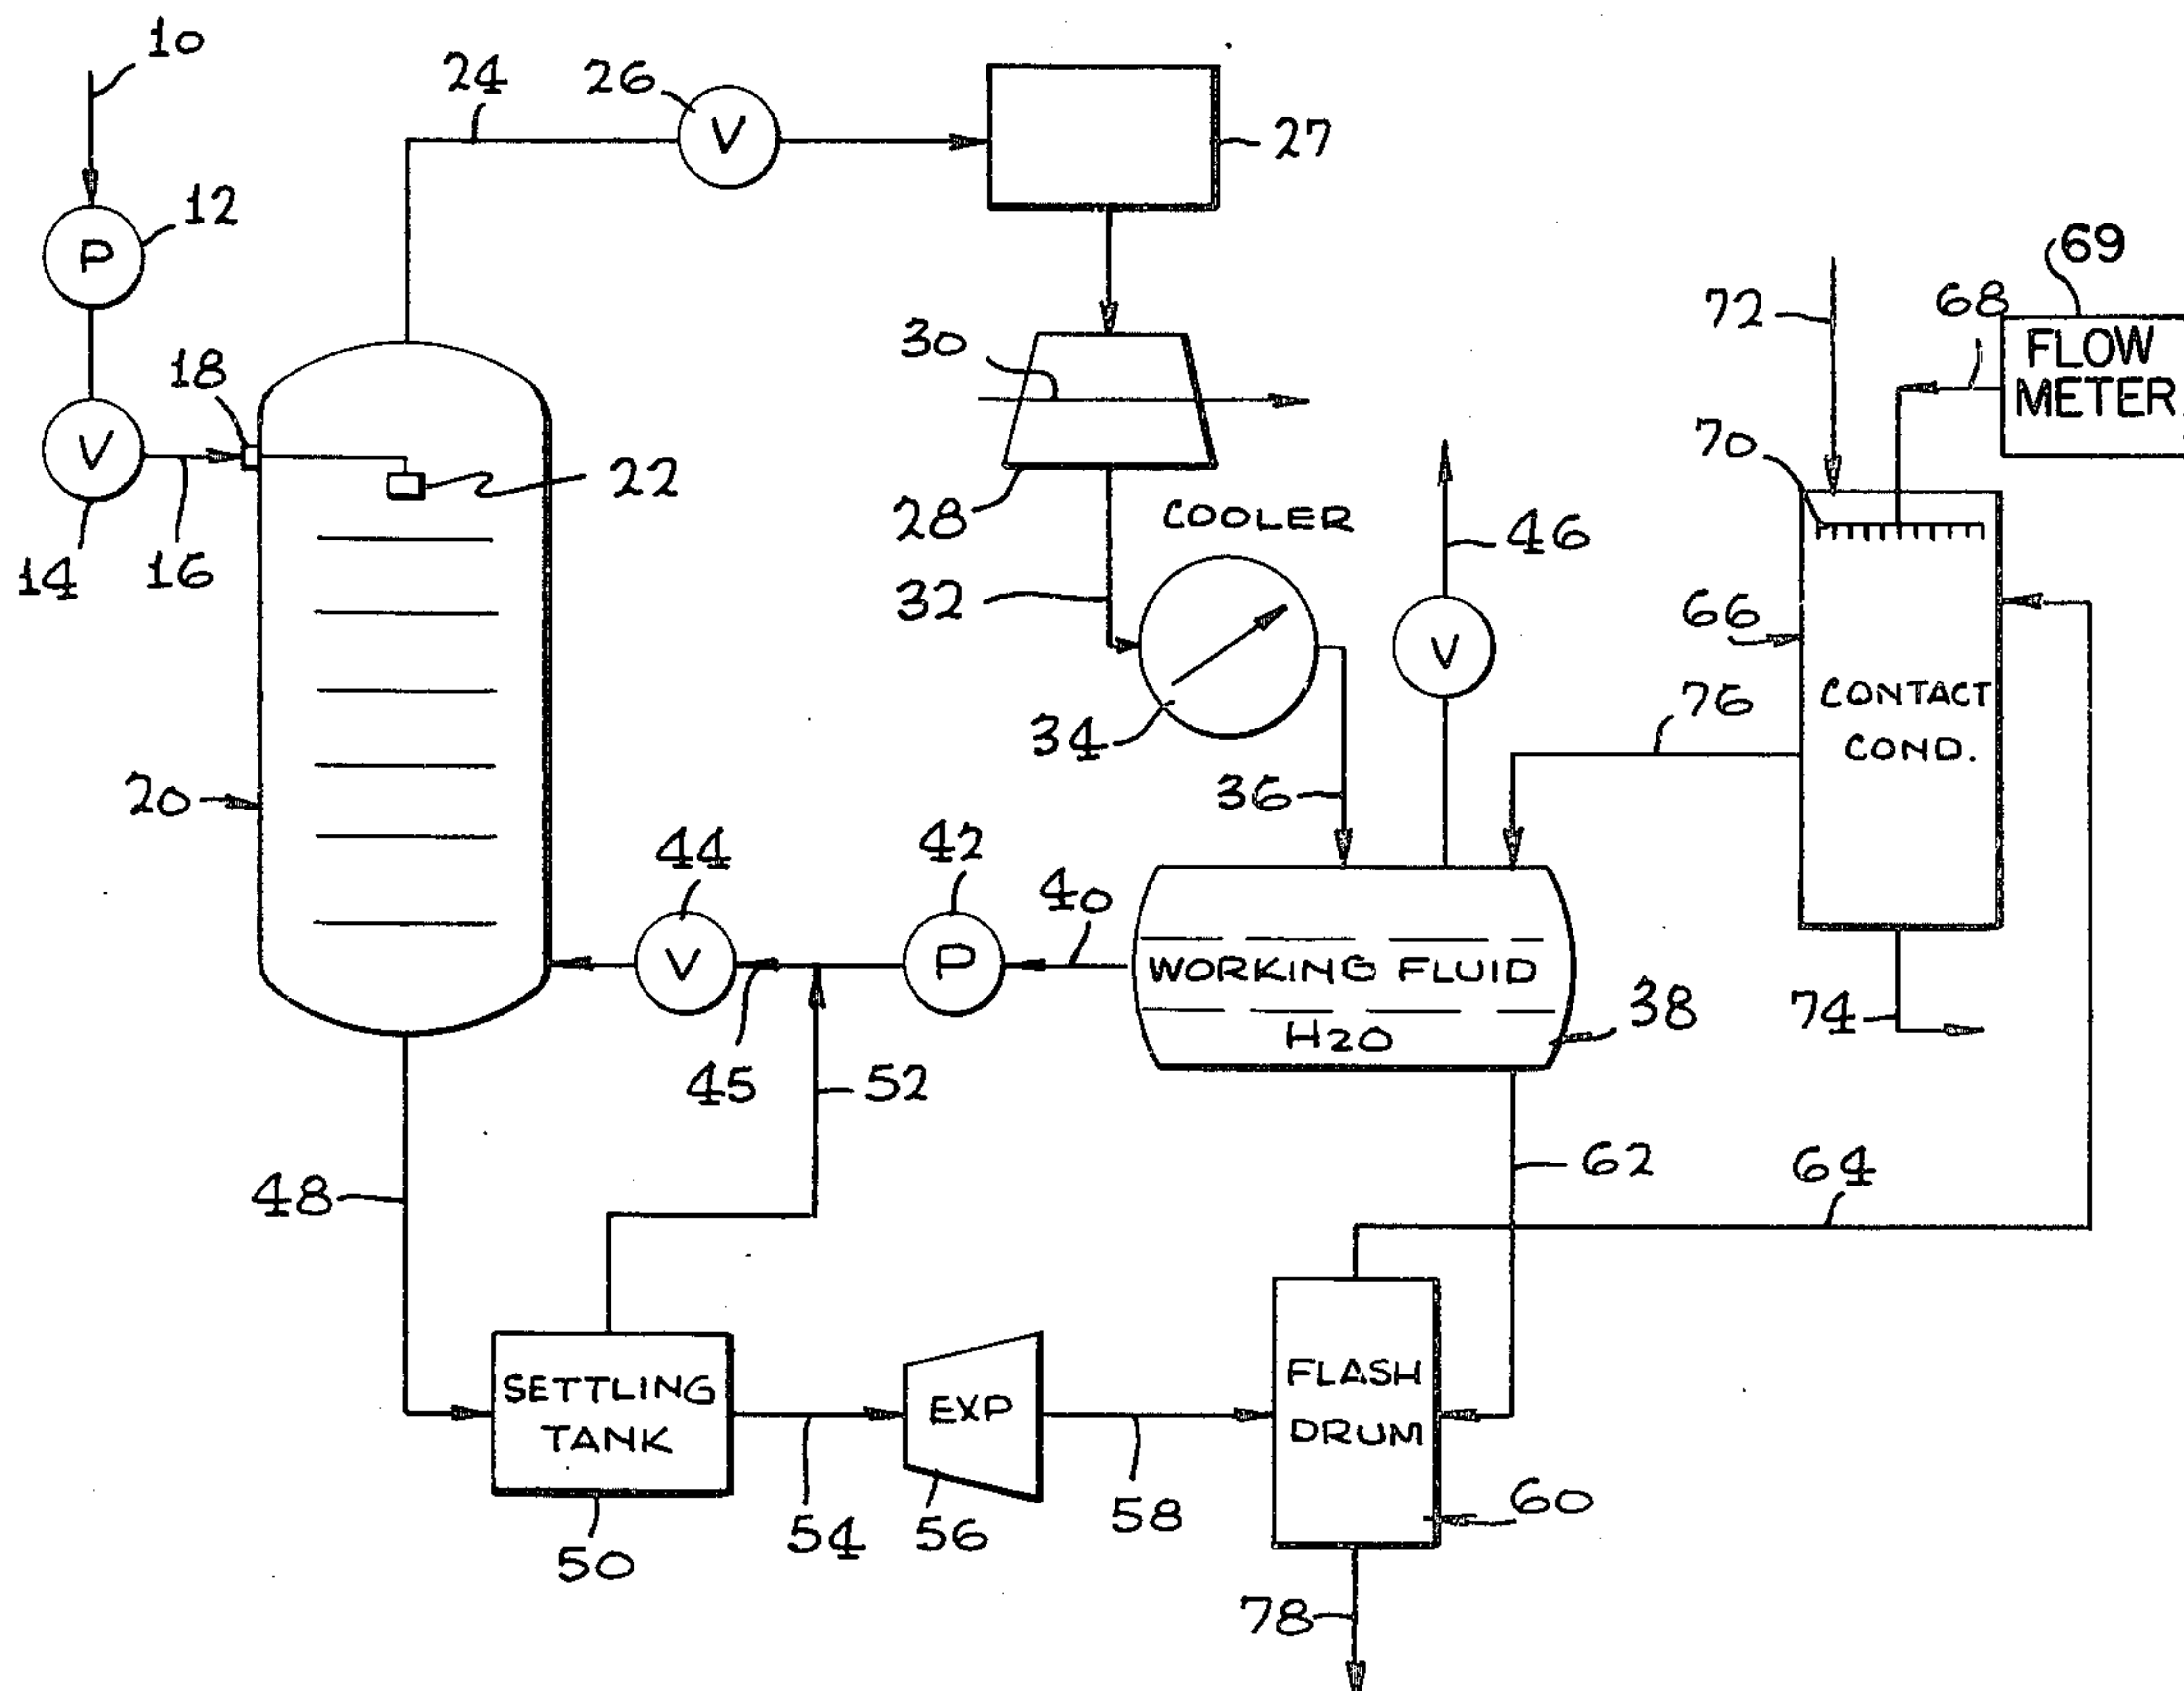 10
24
26
V
27
12
P
69
68
72
FLOW
METER
30
18
70
V
22
28
COOLER
46
14
16
32
66
V
CONTACT
COND.
76
34
36
20
44
42
40
V
P
WORKING FLUID
H2O
38
74
45
52
62
64
48
SETTLING
TANK
EXP
FLASH
DRUM
60
54
56
58
50
78